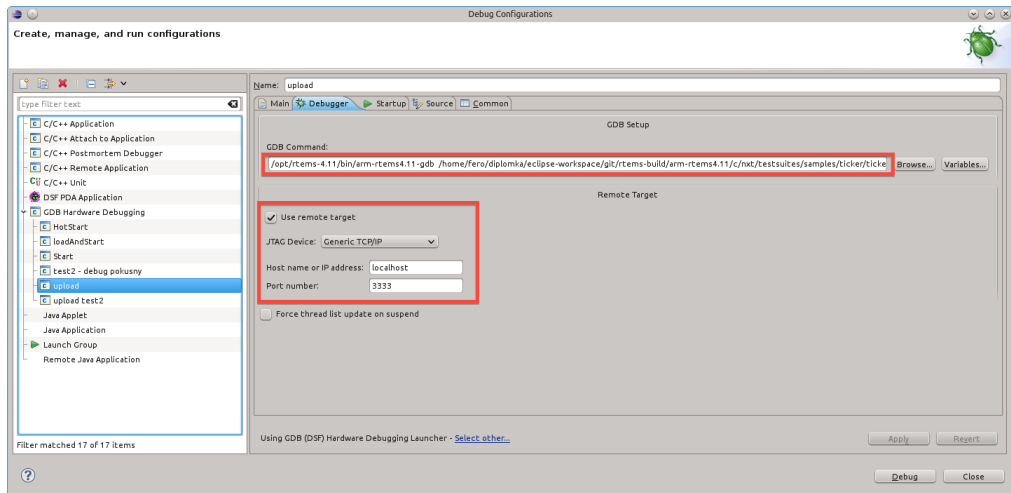 Debug Configurations
Create, manage, and run configurations
type filter text
C/C++ Application
C/C++ Attach to Application
C/C++ Postmortem Debugger
C/C++ Remote Application
C/C++ Unit
DSF PDA Application
GDB Hardware Debugging
HotStart
loadAndStart
Start
test2 - debug pokusny
upload
upload test2
Java Applet
Java Application
Launch Group
Remote Java Application
Filter matched 17 of 17 items
Name: upload
Main Debugger Startup Source Common
GDB Setup
GDB Command:
/opt/rtems-4.11/bin/arm-rtems4.11-gdb /home/fero/diplomka/eclipse-workspace/git/rtems-build/arm-rtems4.11/c/nxt/testsuites/samples/ticker/ticke Browse... Variables...
Remote Target
Use remote target
JTAG Device: Generic TCP/IP
Host name or IP address: localhost
Port number: 3333
Force thread list update on suspend
Using GDB (DSF) Hardware Debugging Launcher - Select other...
Apply Revert
? Debug Close